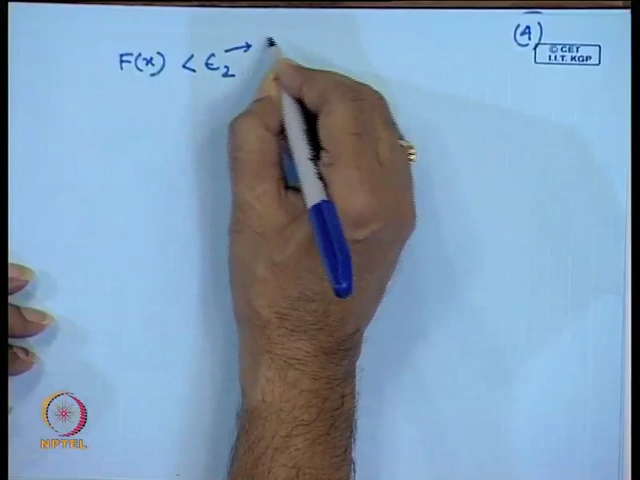 (4)
© CET
I.I.T. KGP
F(x) < ε₂ →
NPTEL